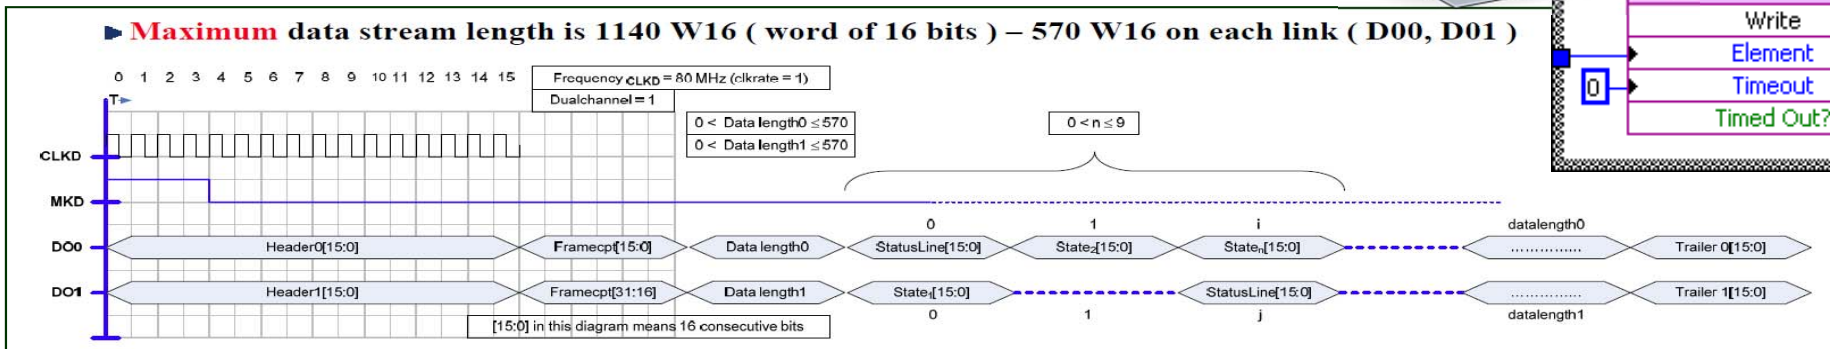 Maximum data stream length is 1140 W16 ( word of 16 bits ) – 570 W16 on each link ( D00, D01 )
0 1 2 3 4 5 6 7 8 9 10 11 12 13 14 15
Frequency CLKD = 80 MHz (clkrate = 1)
Dualchannel = 1
T
0 < Data length0 ≤ 570
0 < Data length1 ≤ 570
0 < n ≤ 9
CLKD
MKD
0 1 i datalength0
DO0 Header0[15:0] Framecpt[15:0] Data length0 StatusLine[15:0] State2[15:0] Staten[15:0] .............. Trailer 0[15:0]
DO1 Header1[15:0] Framecpt[31:16] Data length1 State1[15:0] StatusLine[15:0] .............. Trailer 1[15:0]
0 1 j datalength1
[15:0] in this diagram means 16 consecutive bits
Write
Element
0 Timeout
Timed Out?